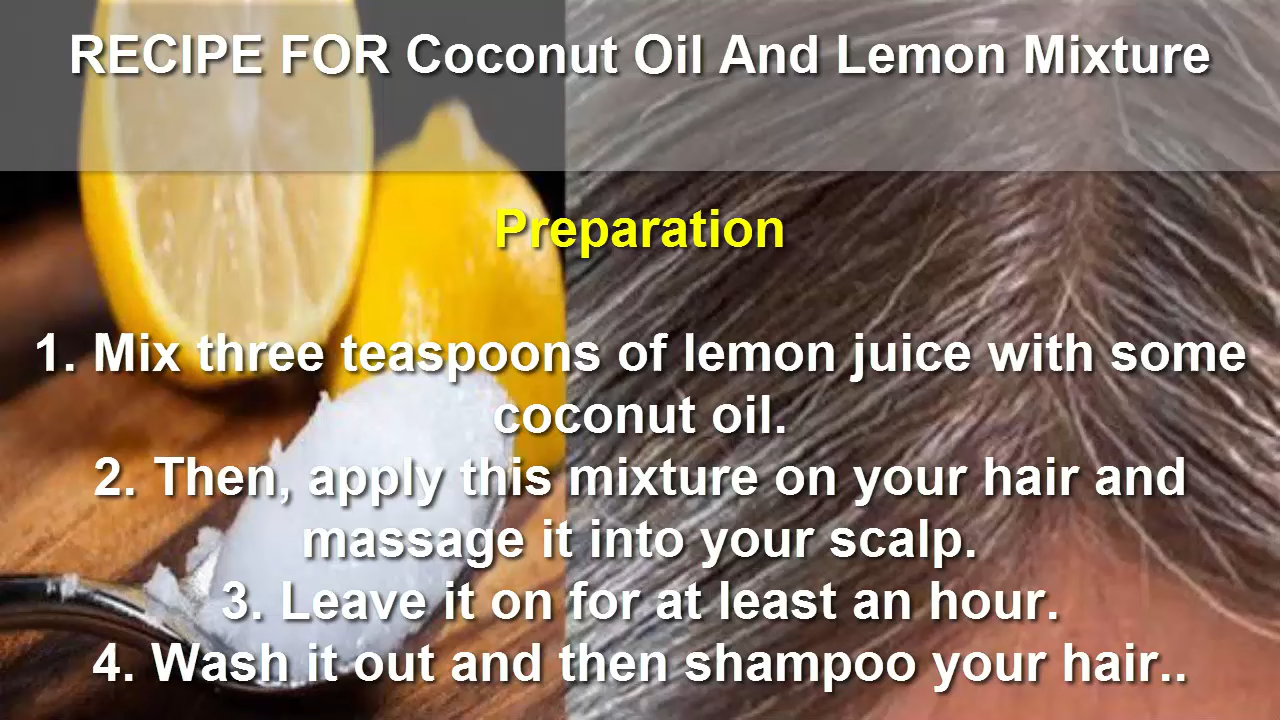 RECIPE FOR Coconut Oil And Lemon Mixture
Preparation
1. Mix three teaspoons of lemon juice with some
coconut oil.
2. Then, apply this mixture on your hair and
massage it into your scalp.
3. Leave it on for at least an hour.
4. Wash it out and then shampoo your hair..